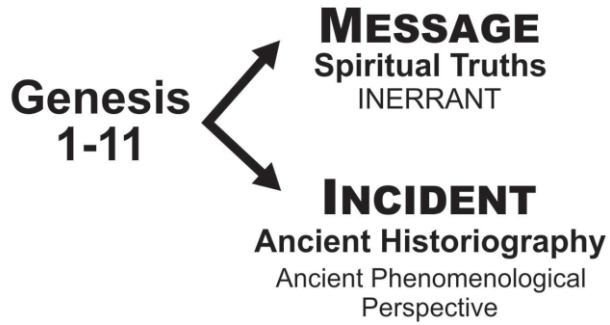 Genesis
1-11
MESSAGE
Spiritual Truths
INERRANT
INCIDENT
Ancient Historiography
Ancient Phenomenological
Perspective